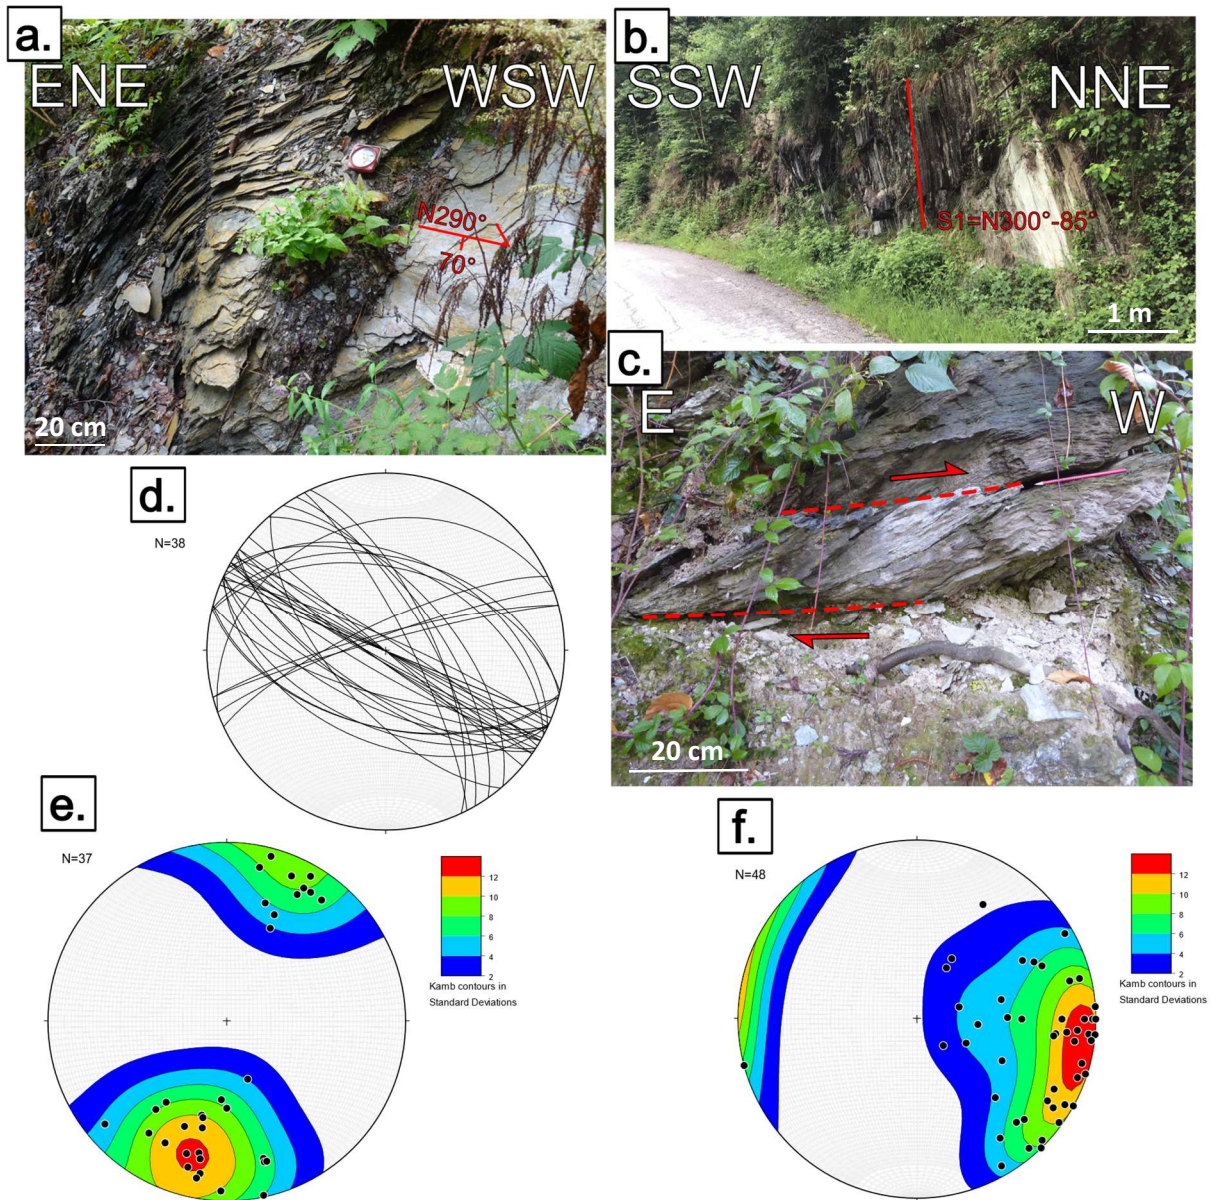 a.
ENE
WSW
N290°
70°
20 cm
b.
SSW
NNE
S1=N300°-85°
1 m
c.
E
W
20 cm
d.
N=38
e.
N=37
12
10
8
6
4
2
Kamb contours in
Standard Deviations
f.
N=48
12
10
8
6
4
2
Kamb contours in
Standard Deviations